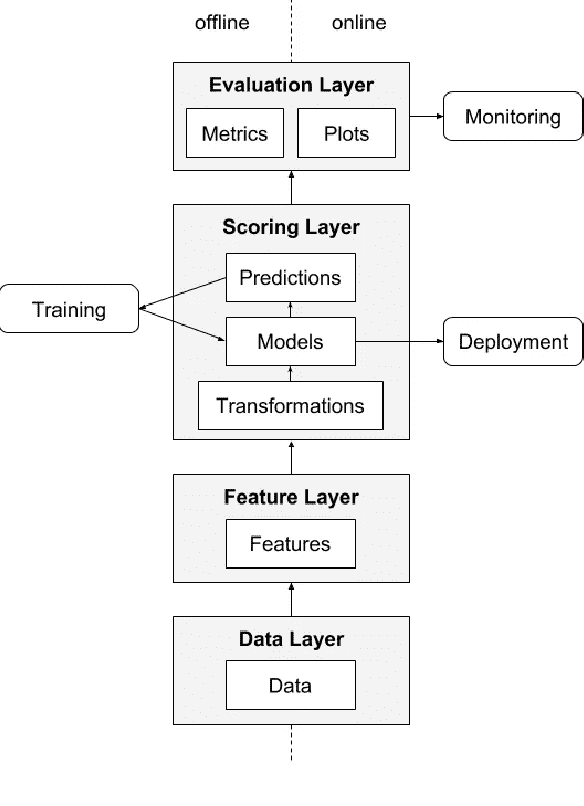 offline
online
Evaluation Layer
Metrics
Plots
Monitoring
Scoring Layer
Predictions
Training
Models
Deployment
Transformations
Feature Layer
Features
Data Layer
Data